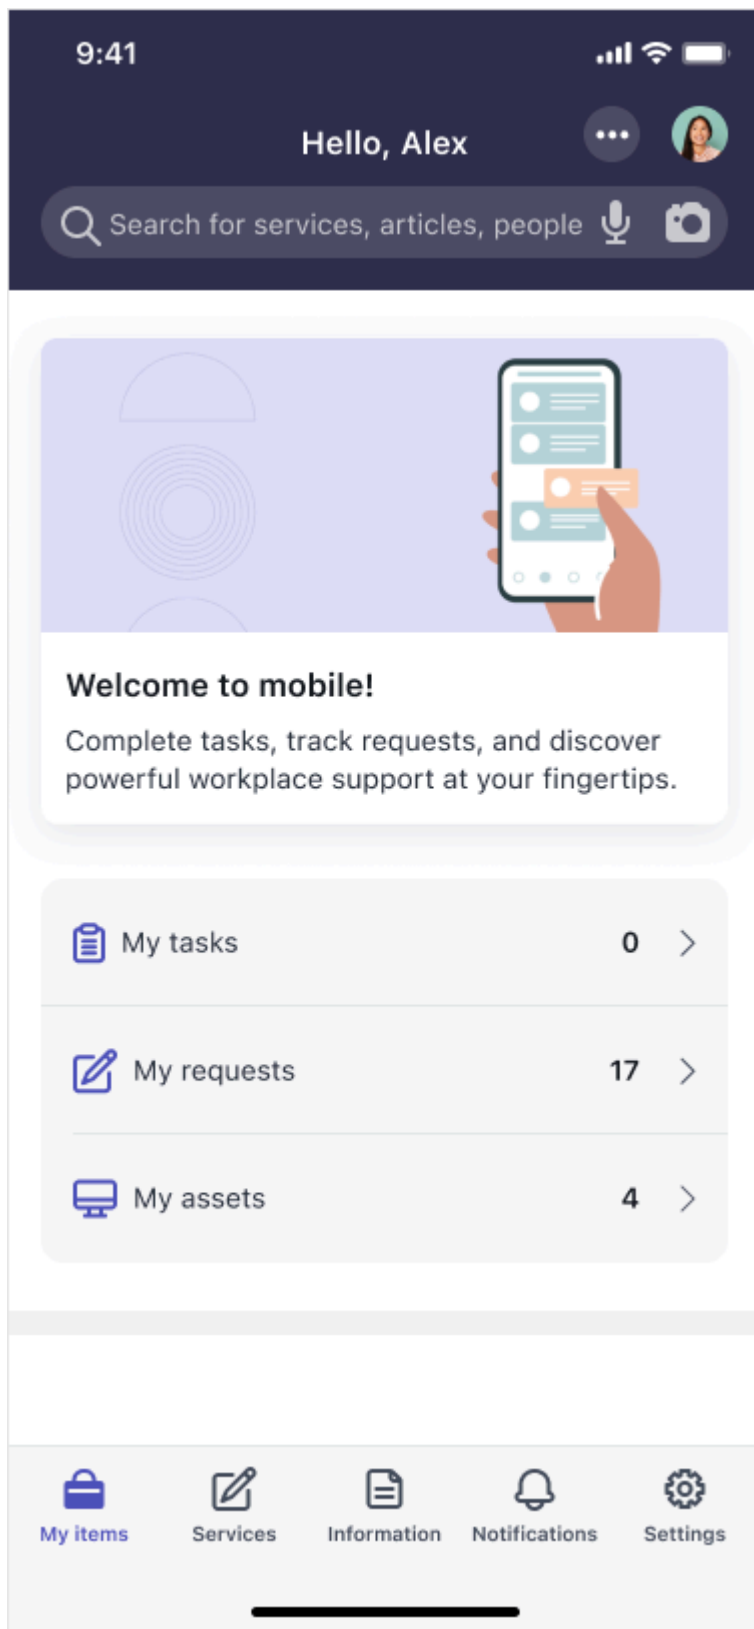 9:41
Hello, Alex
Search for services, articles, people
Welcome to mobile!
Complete tasks, track requests, and discover
powerful workplace support at your fingertips.
My tasks 0
My requests 17
My assets 4
My items Services Information Notifications Settings